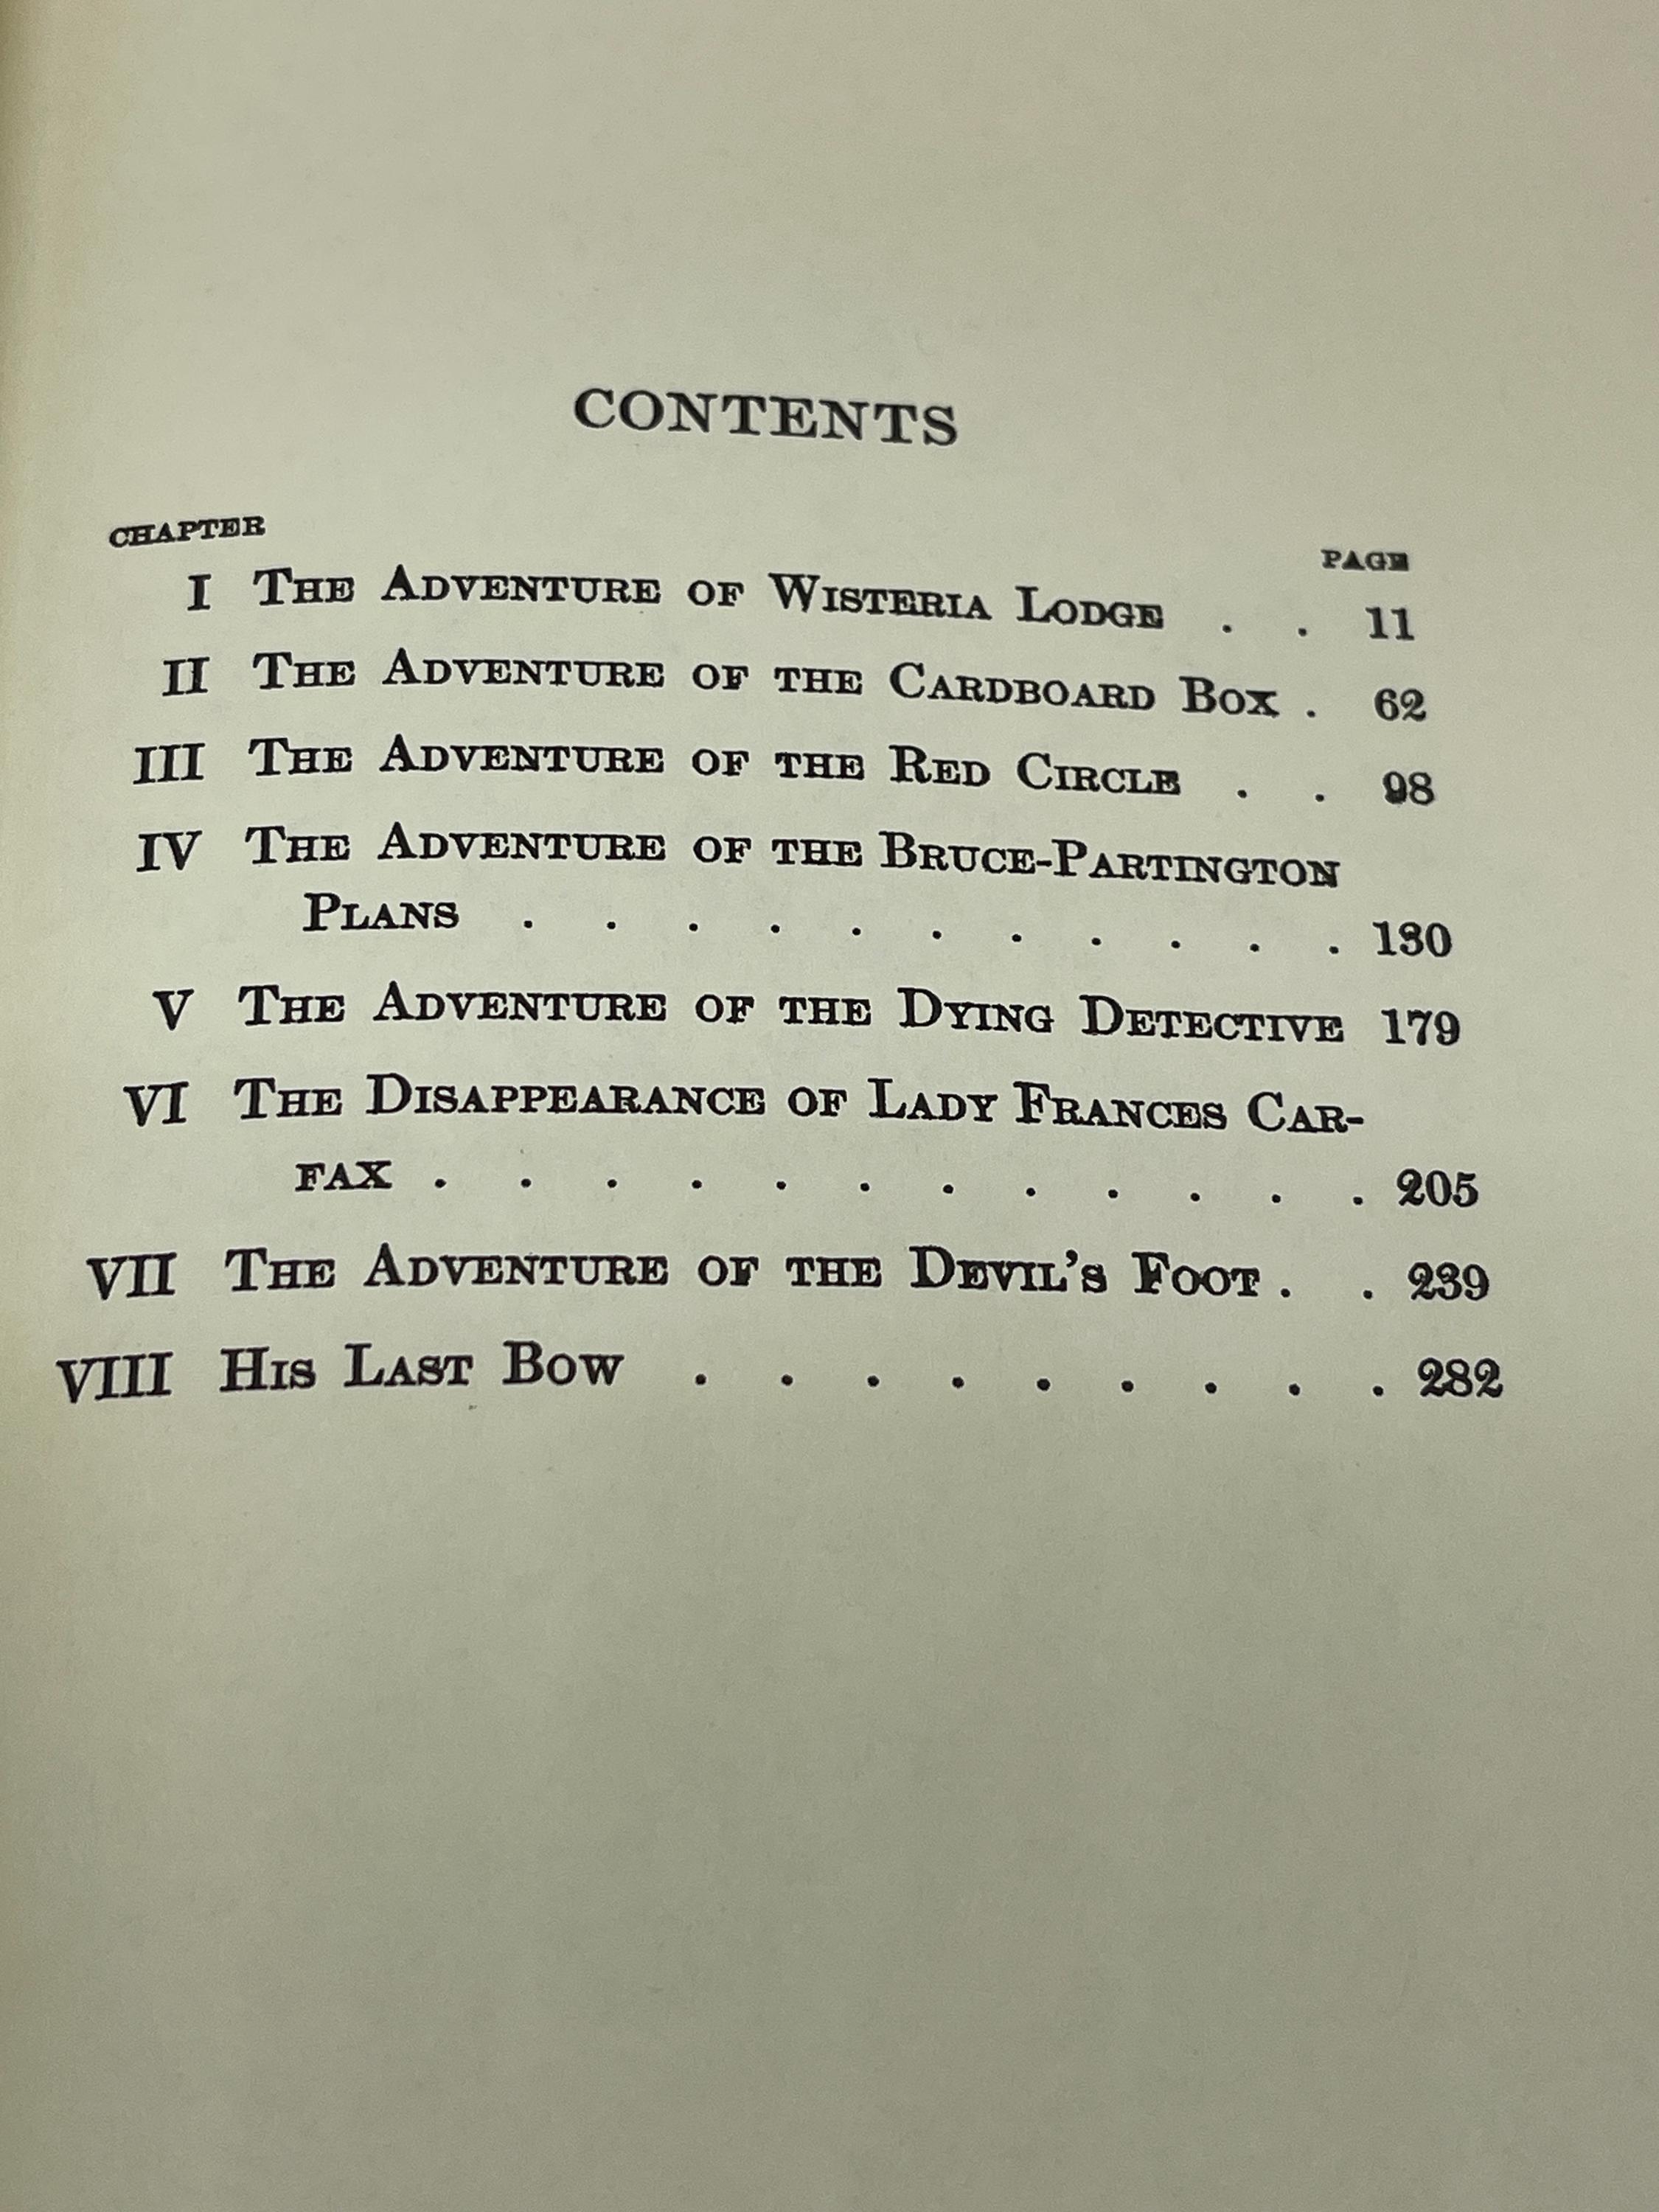 CONTENTS
CHAPTER PAGE
I THE ADVENTURE OF WISTERIA LODGE . . 11
II THE ADVENTURE OF THE CARDBOARD BOX . 62
III THE ADVENTURE OF THE RED CIRCLE . . 98
IV THE ADVENTURE OF THE BRUCE-PARTINGTON
PLANS . . . . . . . . . . . 130
V THE ADVENTURE OF THE DYING DETECTIVE 179
VI THE DISAPPEARANCE OF LADY FRANCES CAR-
FAX . . . . . . . . . . . . 205
VII THE ADVENTURE OF THE DEVIL'S FOOT . . 239
VIII HIS LAST BOW . . . . . . . . . 282